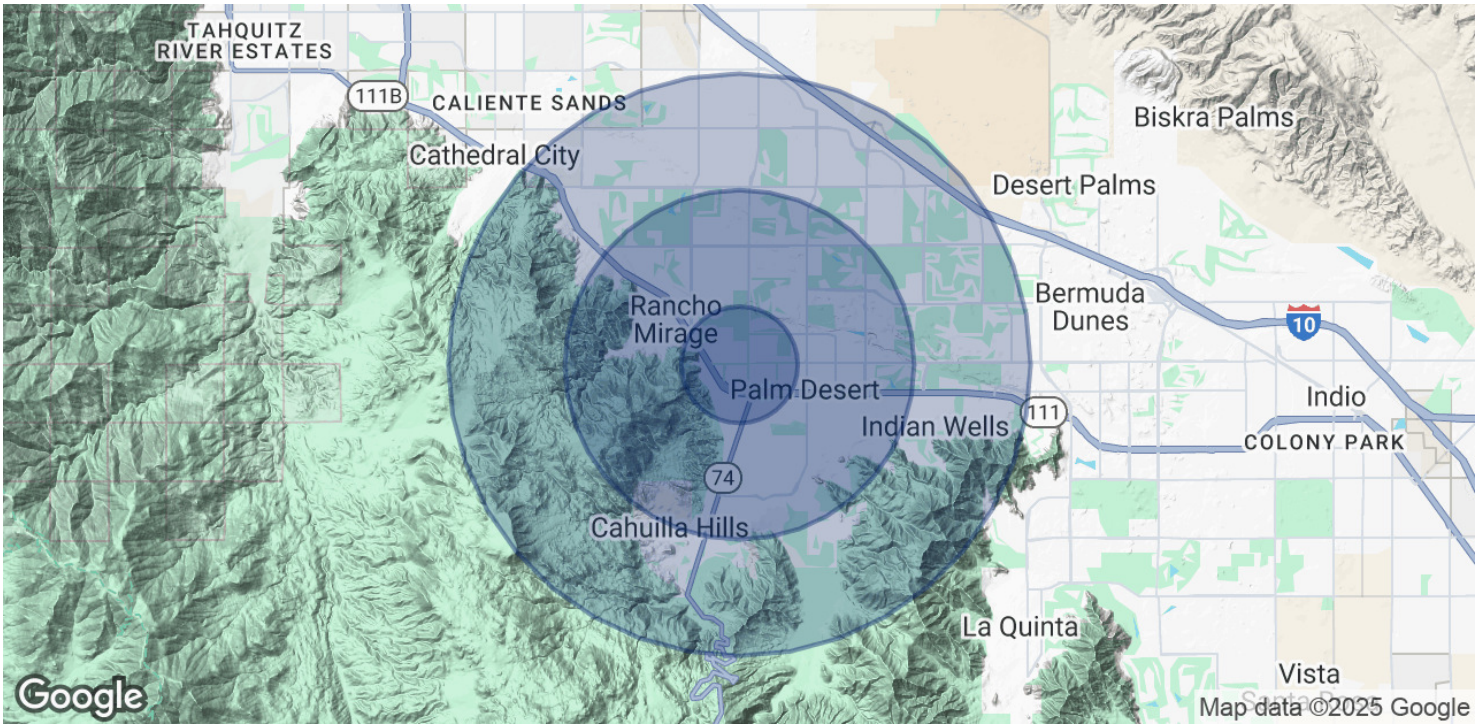 TAHQUITZ
RIVER ESTATES
111B
CALIENTE SANDS
Cathedral City
Biskra Palms
Desert Palms
Rancho
Mirage
Bermuda
Dunes
10
Palm Desert
Indio
111
Indian Wells
COLONY PARK
74
Cahuilla Hills
La Quinta
Vista
Google
Map data ©2025 Google